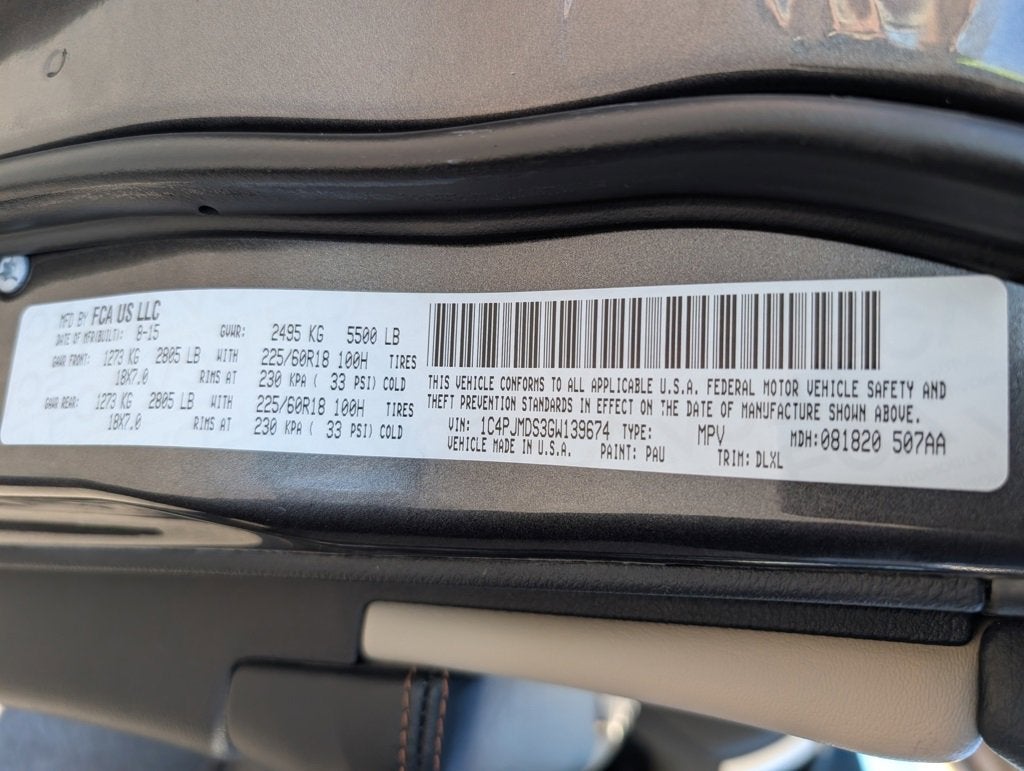 MFD BY FCA US LLC
DATE OF MFR(BUILT): 8-15 GVWR: 2495 KG 5500 LB
GAWR FRONT: 1273 KG 2805 LB WITH 225/60R18 100H TIRES
18X7.0 RIMS AT 230 KPA ( 33 PSI) COLD
GAWR REAR: 1273 KG 2805 LB WITH 225/60R18 100H TIRES
18X7.0 RIMS AT 230 KPA ( 33 PSI) COLD
THIS VEHICLE CONFORMS TO ALL APPLICABLE U.S.A. FEDERAL MOTOR VEHICLE SAFETY AND
THEFT PREVENTION STANDARDS IN EFFECT ON THE DATE OF MANUFACTURE SHOWN ABOVE.
VIN: 1C4PJMDS3GW139674 TYPE: MPV MDH:081820 507AA
VEHICLE MADE IN U.S.A. PAINT: PAU TRIM: DLXL